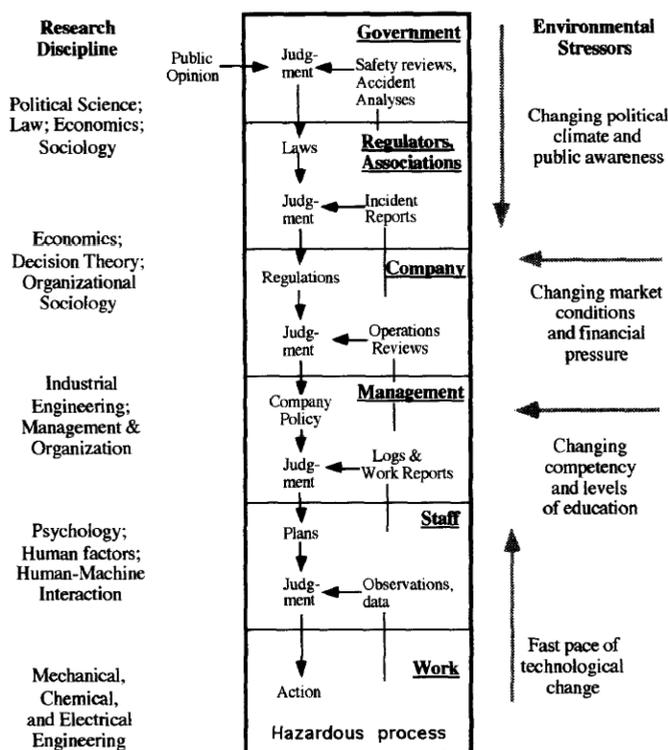 Research
Discipline
Political Science;
Law; Economics;
Sociology
Economics;
Decision Theory;
Organizational
Sociology
Industrial
Engineering;
Management &
Organization
Psychology;
Human factors;
Human-Machine
Interaction
Mechanical,
Chemical,
and Electrical
Engineering
Public
Opinion
Government
Judg-
ment
Safety reviews,
Accident
Analyses
Laws
Regulators,
Associations
Judg-
ment
Incident
Reports
Company
Regulations
Judg-
ment
Operations
Reviews
Management
Company
Policy
Judg-
ment
Logs &
Work Reports
Staff
Plans
Judg-
ment
Observations,
data
Work
Action
Hazardous process
Environmental
Stressors
Changing political
climate and
public awareness
Changing market
conditions
and financial
pressure
Changing
competency
and levels
of education
Fast pace of
technological
change